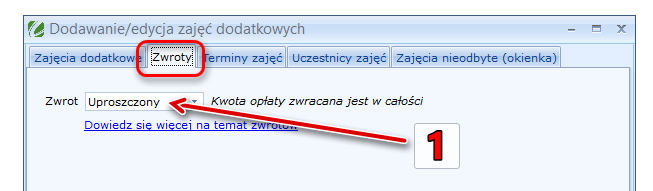 Dodawanie/edycja zajęć dodatkowych
Zajęcia dodatkowe Zwroty Terminy zajęć Uczestnicy zajęć Zajęcia nieodbyte (okienka)
Zwrot Uproszczony Kwota opłaty zwracana jest w całości
Dowiedz się więcej na temat zwrotów
1